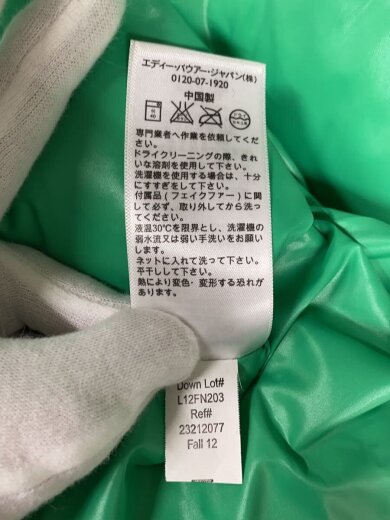 エディー・バウアー・ジャパン(株)
0120-07-1920
中国製
専門業者へ作業を依頼してくだ
さい。
ドライクリーニングの際、きれ
いな溶剤を使用して下さい。
洗濯機を使用する場合は、十分
にすすぎをして下さい。
付属品(フェイクファー)に関
して必ず、取り外してから洗っ
てください。
液温30℃を限界とし、洗濯機の
弱水流又は弱い手洗いをお願い
します。
ネットに入れて洗って下さい。
平干しして下さい。
熱により変色・変形する恐れが
あります。
Down Lot#
L12FN203
Ref#
23212077
Fall 12